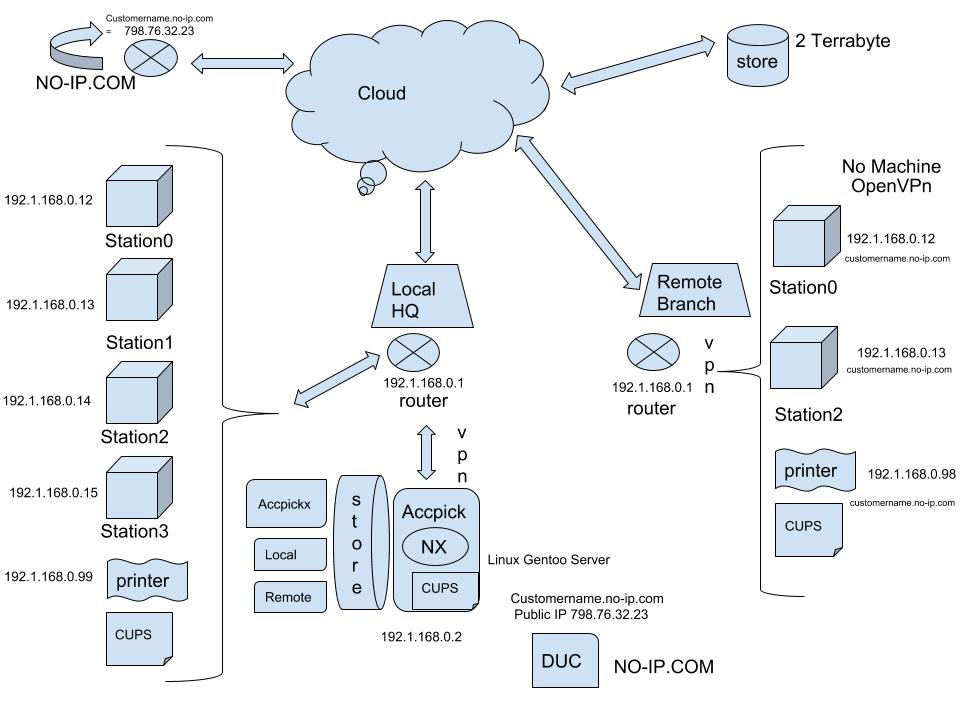 Customername.no-ip.com
= 798.76.32.23
NO-IP.COM
Cloud
store
2 Terrabyte
192.1.168.0.12
Station0
192.1.168.0.13
Station1
192.1.168.0.14
Station2
192.1.168.0.15
Station3
192.1.168.0.99
printer
CUPS
Local
HQ
192.1.168.0.1
router
vpn
Accpickx
Local
Remote
store
Accpick
NX
CUPS
Linux Gentoo Server
192.1.168.0.2
Customername.no-ip.com
Public IP 798.76.32.23
DUC
NO-IP.COM
Remote
Branch
192.1.168.0.1
router
vpn
No Machine
OpenVPn
192.1.168.0.12
customername.no-ip.com
Station0
192.1.168.0.13
customername.no-ip.com
Station2
printer
192.1.168.0.98
customername.no-ip.com
CUPS